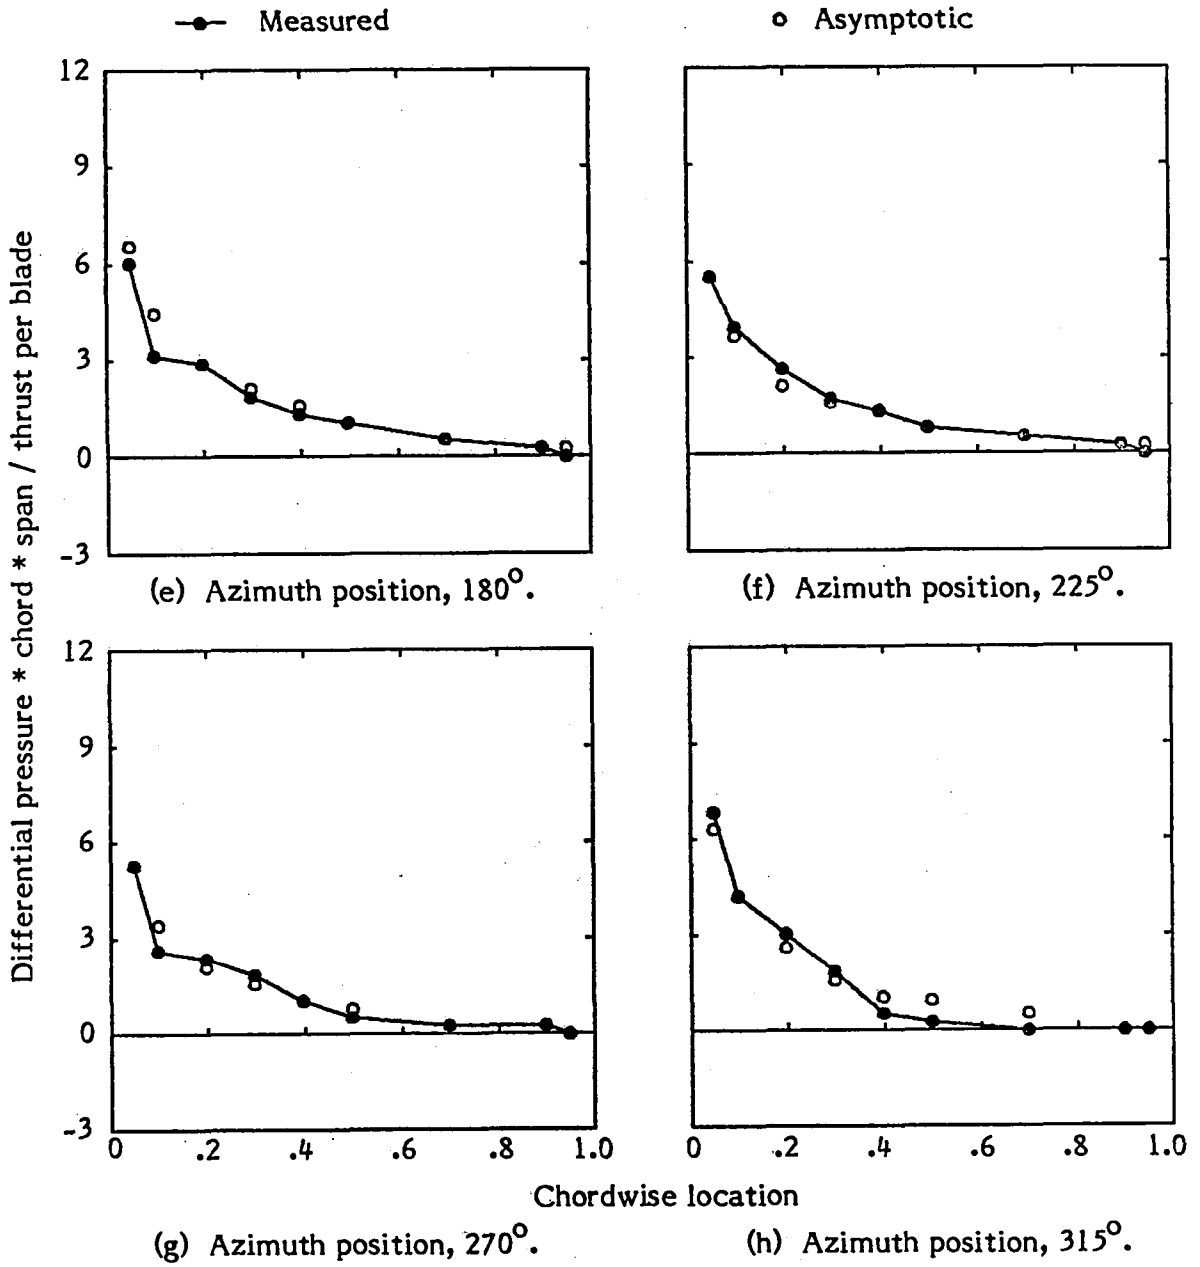 Measured
Asymptotic
Differential pressure * chord * span / thrust per blade
12
9
6
3
0
-3
(e) Azimuth position, 180°.
(f) Azimuth position, 225°.
12
9
6
3
0
-3
0 .2 .4 .6 .8 1.0
0 .2 .4 .6 .8 1.0
Chordwise location
(g) Azimuth position, 270°.
(h) Azimuth position, 315°.